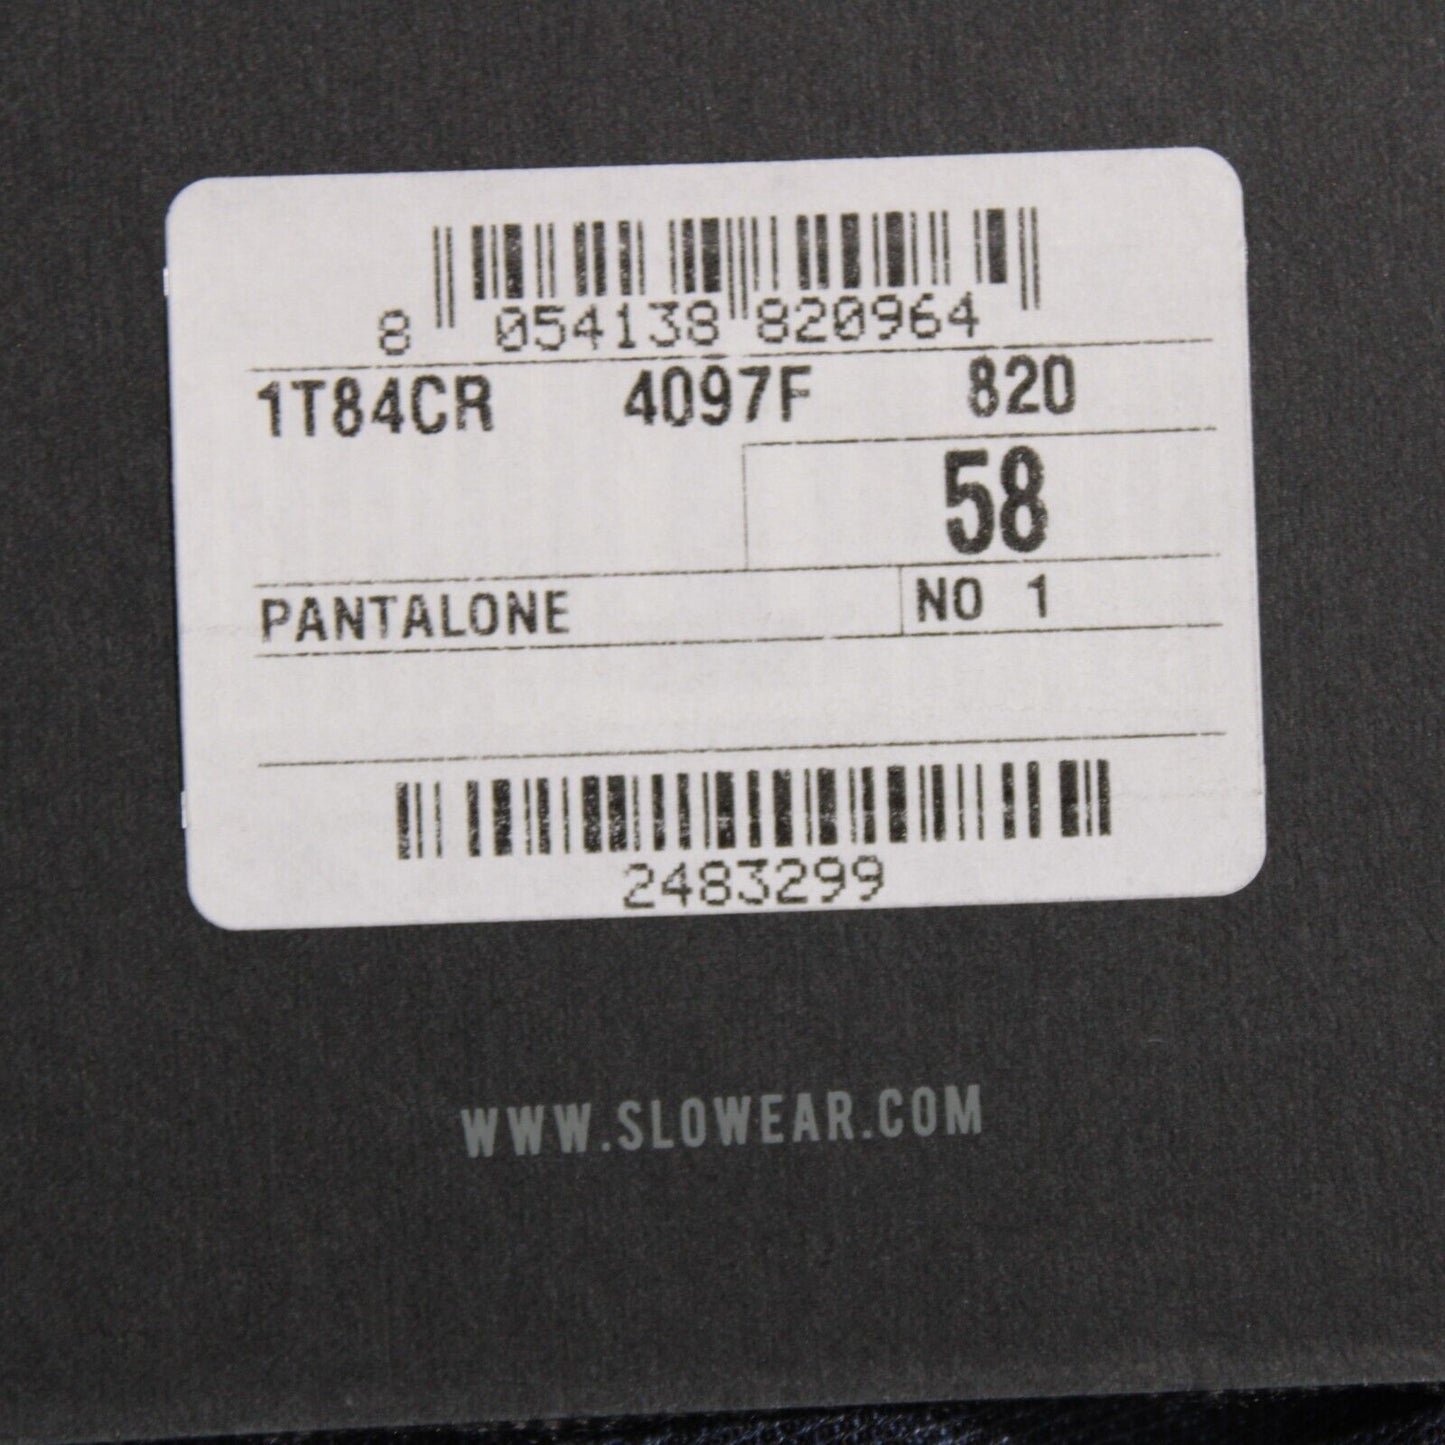 8 054138 820964
1T84CR 4097F 820
58
PANTALONE NO 1
2483299
WWW.SLOWEAR.COM